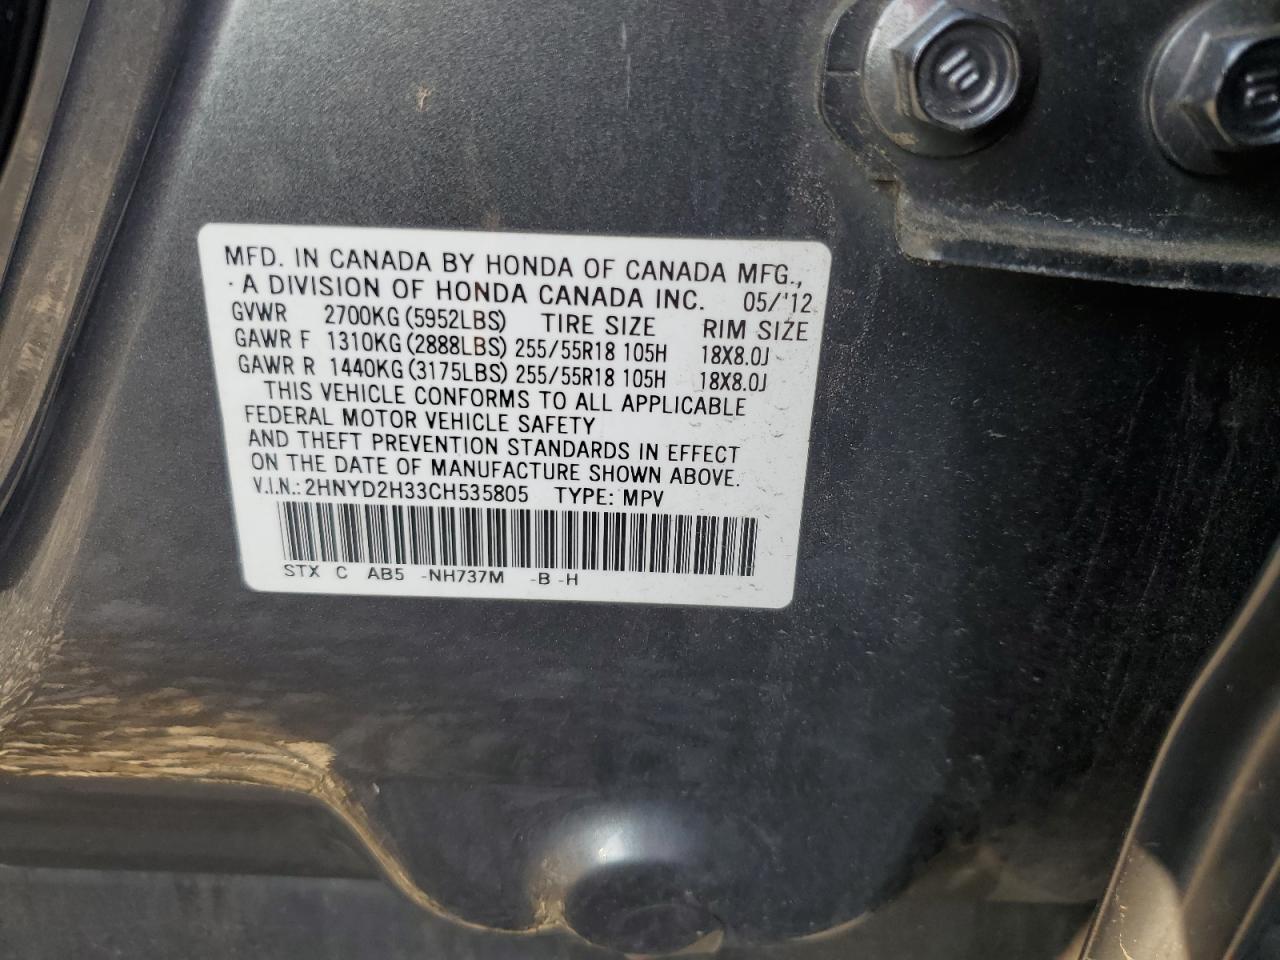 MFD. IN CANADA BY HONDA OF CANADA MFG.,
A DIVISION OF HONDA CANADA INC. 05/'12
GVWR 2700KG (5952LBS) TIRE SIZE RIM SIZE
GAWR F 1310KG (2888LBS) 255/55R18 105H 18X8.0J
GAWR R 1440KG (3175LBS) 255/55R18 105H 18X8.0J
THIS VEHICLE CONFORMS TO ALL APPLICABLE
FEDERAL MOTOR VEHICLE SAFETY
AND THEFT PREVENTION STANDARDS IN EFFECT
ON THE DATE OF MANUFACTURE SHOWN ABOVE.
V.I.N.: 2HNYD2H33CH535805 TYPE: MPV
STX C AB5 -NH737M -B -H